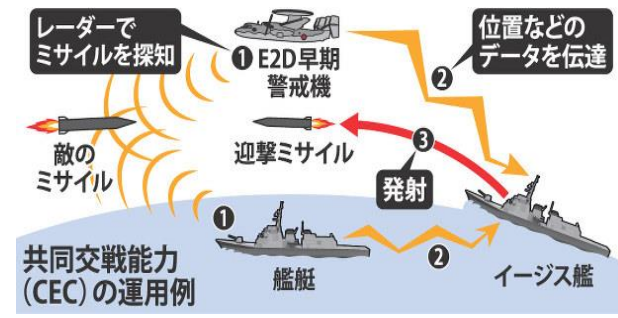 レーダーで
ミサイルを探知
❶E2D早期
警戒機
❷
位置などの
データを伝達
敵の
ミサイル
迎撃ミサイル
❸
発射
❶
艦艇
❷
イージス艦
共同交戦能力
(CEC)の運用例